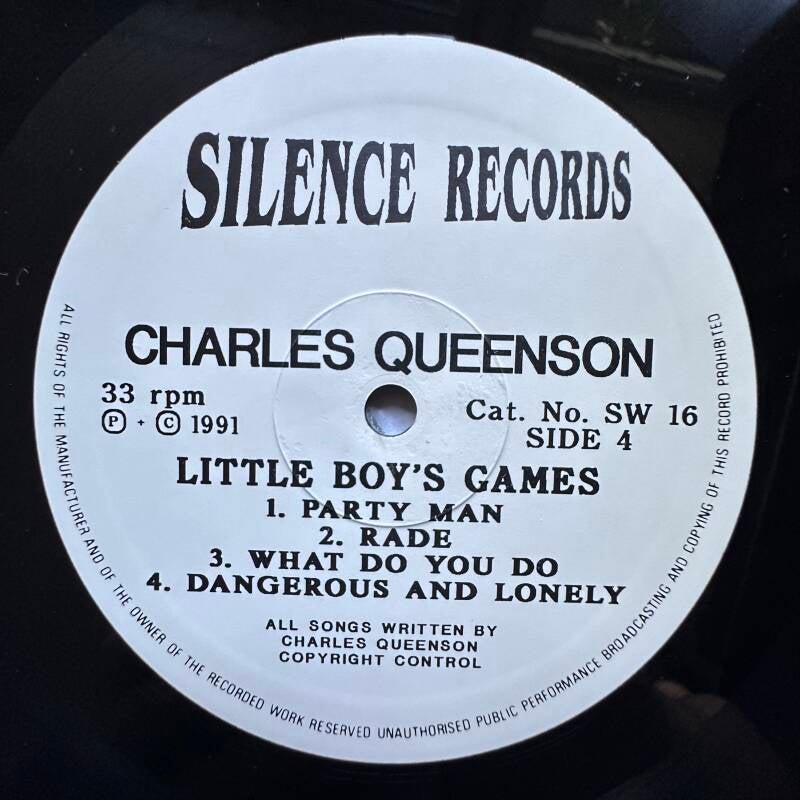 SILENCE RECORDS
CHARLES QUEENSON
33 rpm
Ⓟ + © 1991
Cat. No. SW 16
SIDE 4
LITTLE BOY'S GAMES
1. PARTY MAN
2. RADE
3. WHAT DO YOU DO
4. DANGEROUS AND LONELY
ALL SONGS WRITTEN BY
CHARLES QUEENSON
COPYRIGHT CONTROL
ALL RIGHTS OF THE MANUFACTURER AND OF THE OWNER OF THE RECORDED WORK RESERVED UNAUTHORISED PUBLIC PERFORMANCE BROADCASTING AND COPYING OF THIS RECORD PROHIBITED